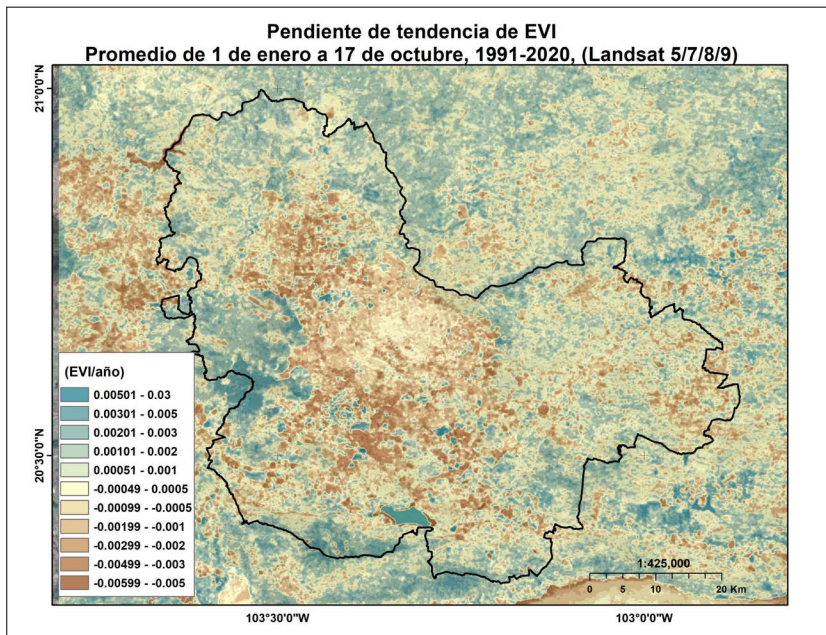 Pendiente de tendencia de EVI
Promedio de 1 de enero a 17 de octubre, 1991-2020, (Landsat 5/7/8/9)
21°0'0"N
20°30'0"N
(EVI/año)
0.00501 - 0.03
0.00301 - 0.005
0.00201 - 0.003
0.00101 - 0.002
0.00051 - 0.001
-0.00049 - 0.0005
-0.00099 - -0.0005
-0.00199 - -0.001
-0.00299 - -0.002
-0.00499 - -0.003
-0.00599 - -0.005
1:425,000
0 5 10 20 Km
103°30'0"W
103°0'0"W